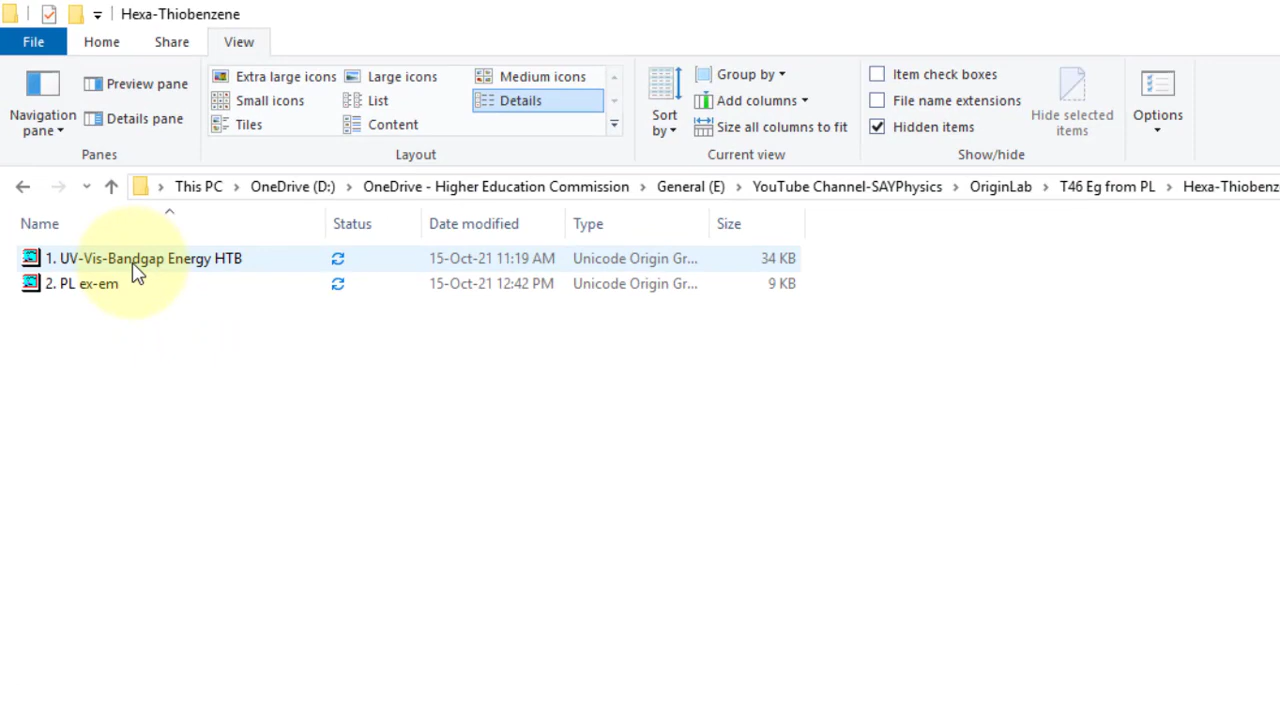 Hexa-Thiobenzene
File Home Share View
Navigation pane
Preview pane
Details pane
Panes
Extra large icons Large icons Medium icons
Small icons List Details
Tiles Content
Layout
Sort by
Group by
Add columns
Size all columns to fit
Current view
Item check boxes
File name extensions
Hidden items
Hide selected items
Show/hide
Options
This PC OneDrive (D:) OneDrive - Higher Education Commission General (E) YouTube Channel-SAYPhysics OriginLab T46 Eg from PL Hexa-Thiobenz
Name Status Date modified Type Size
1. UV-Vis-Bandgap Energy HTB 15-Oct-21 11:19 AM Unicode Origin Gr... 34 KB
2. PL ex-em 15-Oct-21 12:42 PM Unicode Origin Gr... 9 KB